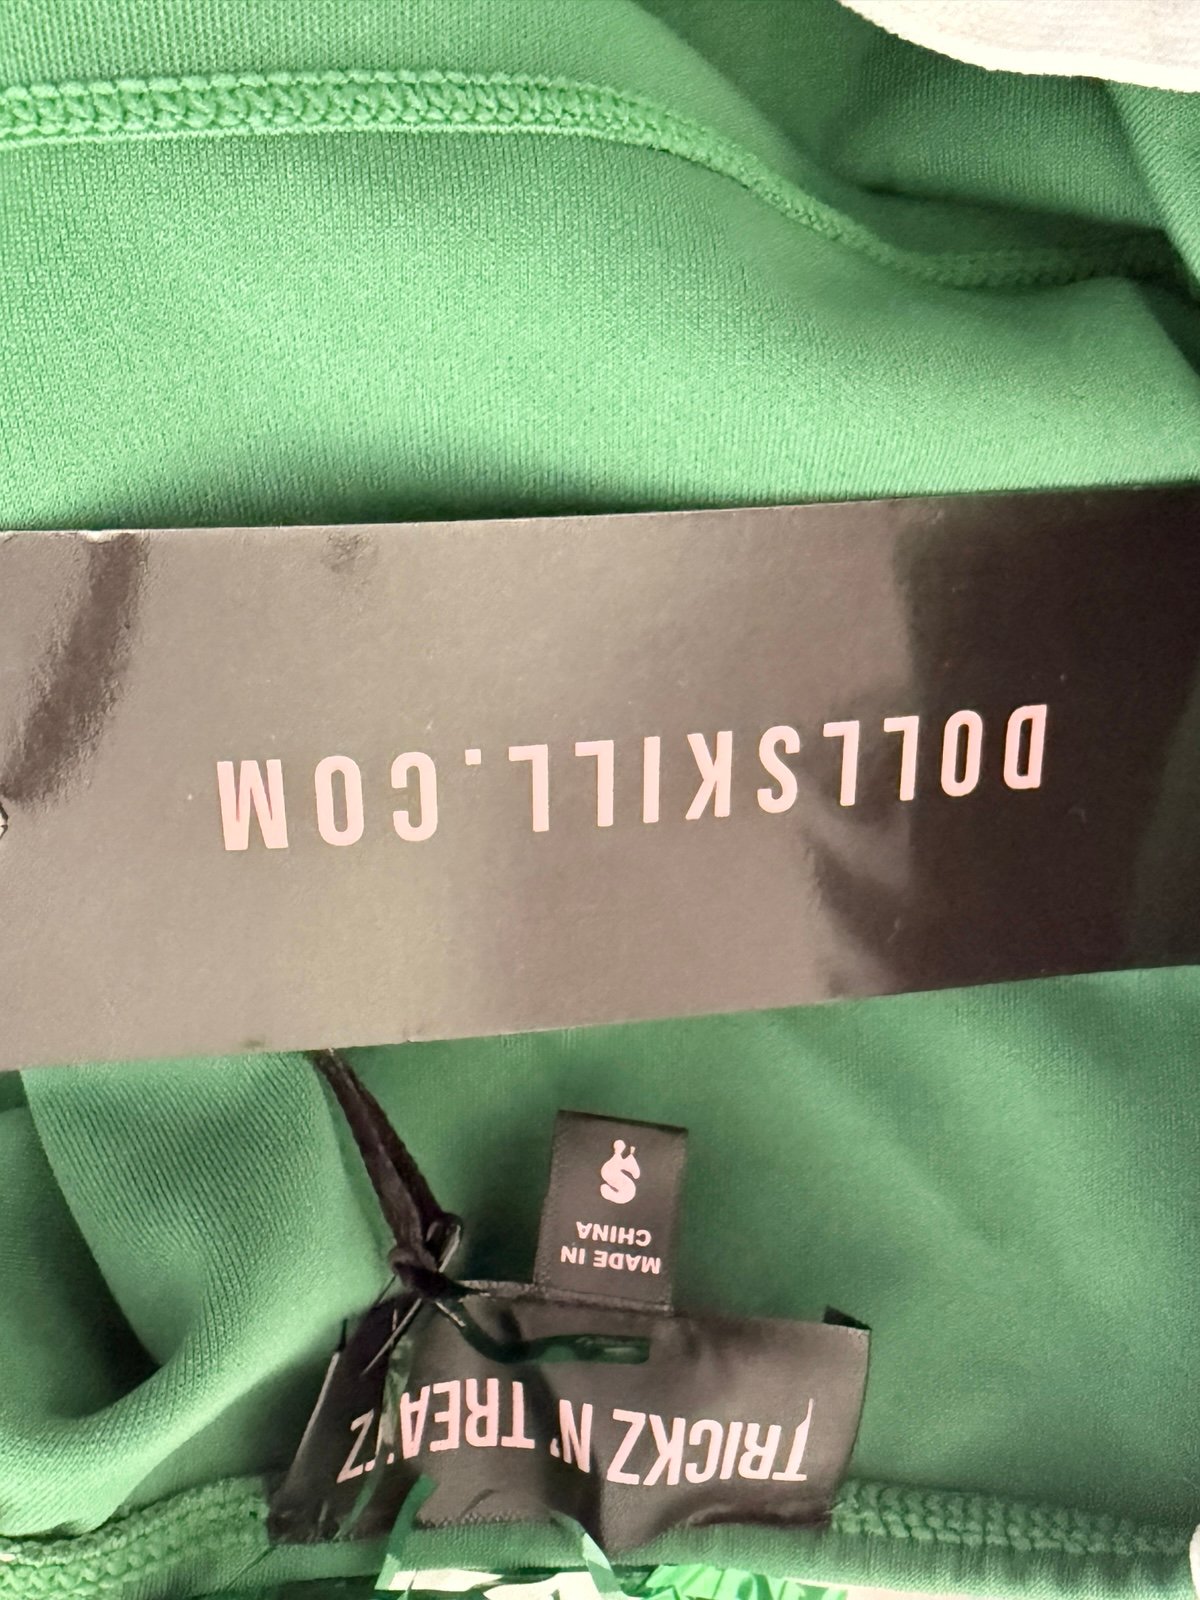 TRICKZ N' TREATZ
MADE IN
CHINA
S
DOLLSKILL.COM